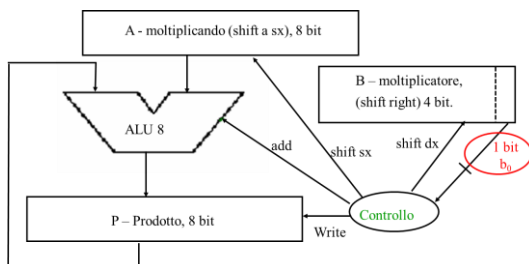 A - moltiplicando (shift a sx), 8 bit
B – moltiplicatore,
(shift right) 4 bit.
ALU 8
add
shift sx
shift dx
1 bit
b0
Controllo
P – Prodotto, 8 bit
Write